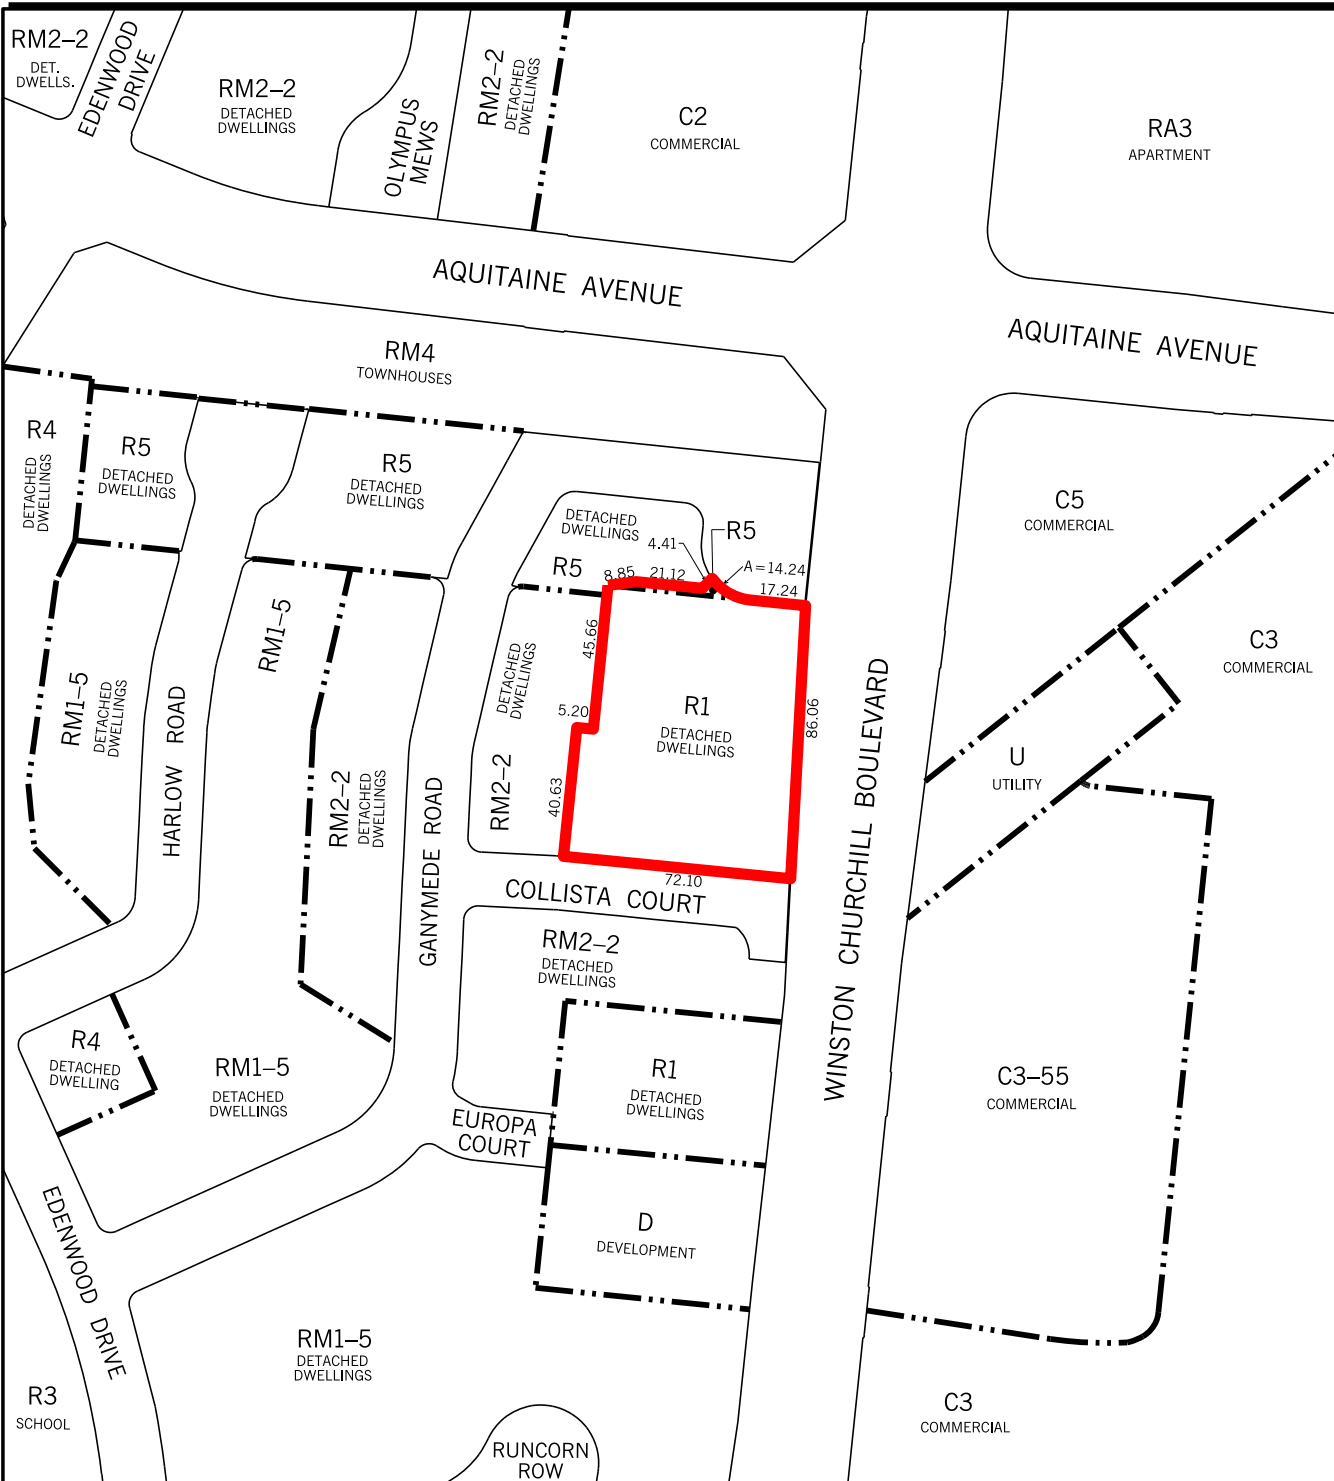 RM2–2
DET.
DWELLS.
EDENWOOD
DRIVE
RM2–2
DETACHED
DWELLINGS
OLYMPUS
MEWS
RM2–2
DETACHED
DWELLINGS
C2
COMMERCIAL
RA3
APARTMENT
AQUITAINE AVENUE
AQUITAINE AVENUE
RM4
TOWNHOUSES
R4
DETACHED
DWELLINGS
R5
DETACHED
DWELLINGS
R5
DETACHED
DWELLINGS
DETACHED
DWELLINGS
R5
4.41
R5
A=14.24
8.85
21.12
17.24
C5
COMMERCIAL
C3
COMMERCIAL
RM1–5
DETACHED
DWELLINGS
HARLOW ROAD
RM1–5
RM2–2
DETACHED
DWELLINGS
GANYMEDE ROAD
DETACHED
DWELLINGS
RM2–2
45.66
5.20
40.63
R1
DETACHED
DWELLINGS
86.06
72.10
WINSTON CHURCHILL BOULEVARD
U
UTILITY
COLLISTA COURT
RM2–2
DETACHED
DWELLINGS
R4
DETACHED
DWELLING
RM1–5
DETACHED
DWELLINGS
R1
DETACHED
DWELLINGS
C3–55
COMMERCIAL
EUROPA
COURT
D
DEVELOPMENT
EDENWOOD DRIVE
RM1–5
DETACHED
DWELLINGS
R3
SCHOOL
C3
COMMERCIAL
RUNCORN
ROW